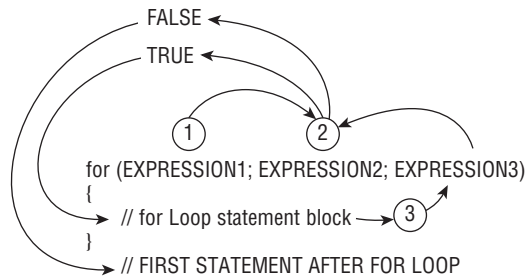 FALSE
TRUE
1 2
for (EXPRESSION1; EXPRESSION2; EXPRESSION3)
{
// for Loop statement block 3
}
// FIRST STATEMENT AFTER FOR LOOP